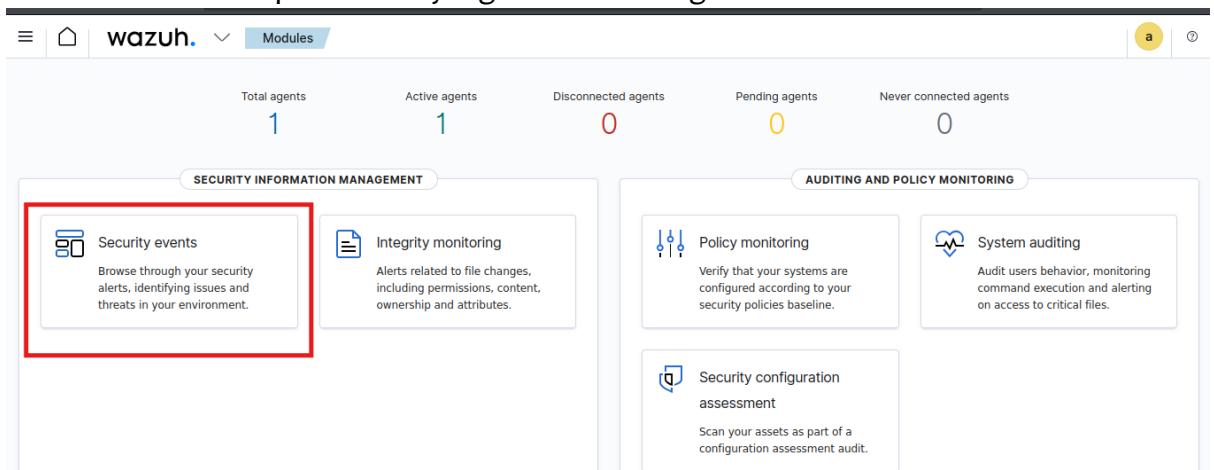 wazuh.
Modules
a
Total agents
1
Active agents
1
Disconnected agents
0
Pending agents
0
Never connected agents
0
SECURITY INFORMATION MANAGEMENT
Security events
Browse through your security
alerts, identifying issues and
threats in your environment.
Integrity monitoring
Alerts related to file changes,
including permissions, content,
ownership and attributes.
AUDITING AND POLICY MONITORING
Policy monitoring
Verify that your systems are
configured according to your
security policies baseline.
System auditing
Audit users behavior, monitoring
command execution and alerting
on access to critical files.
Security configuration
assessment
Scan your assets as part of a
configuration assessment audit.